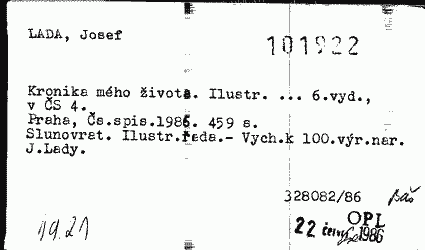 LADA, Josef
101922
Kronika mého života. Ilustr. ... 6.vyd.,
v ČS 4.
Praha, Čs.spis.1986. 459 s.
Slunovrat. Ilustr.řada.- Vych.k 100.výr.nar.
J.Lady.
328082/86
OPL
22 1986
19.21